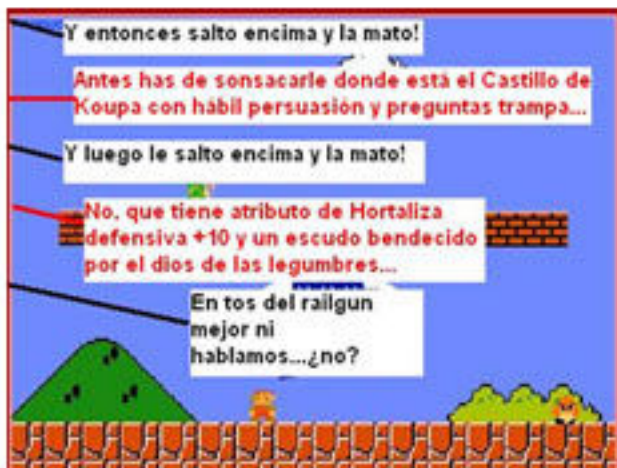 Y entonces salto encima y la mato!
Antes has de sonsacarle donde está el Castillo de
Koupa con hábil persuasión y preguntas trampa...
Y luego le salto encima y la mato!
No, que tiene atributo de Hortaliza
defensiva +10 y un escudo bendecido
por el dios de las legumbres...
En tos del railgun
mejor ni
hablamos...¿no?